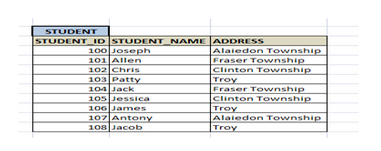 STUDENT
STUDENT_ID STUDENT_NAME ADDRESS
100 Joseph Alaiedon Township
101 Allen Fraser Township
102 Chris Clinton Township
103 Patty Troy
104 Jack Fraser Township
105 Jessica Clinton Township
106 James Troy
107 Antony Alaiedon Township
108 Jacob Troy